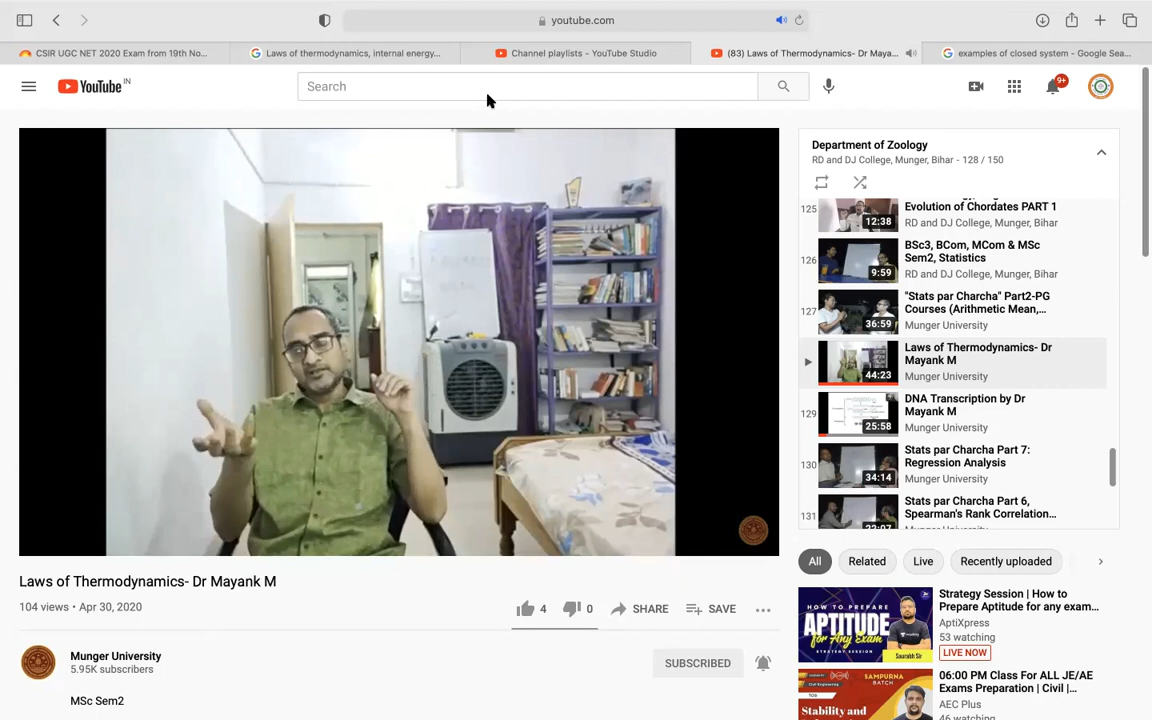 youtube.com
CSIR UGC NET 2020 Exam from 19th No...
Laws of thermodynamics, internal energy...
Channel playlists - YouTube Studio
(83) Laws of Thermodynamics- Dr Maya...
examples of closed system - Google Sea...
YouTube IN
Search
9+
Department of Zoology
RD and DJ College, Munger, Bihar - 128 / 150
125
12:38
Evolution of Chordates PART 1
RD and DJ College, Munger, Bihar
126
9:59
BSc3, BCom, MCom & MSc
Sem2, Statistics
RD and DJ College, Munger, Bihar
127
36:59
"Stats par Charcha" Part2-PG
Courses (Arithmetic Mean,...
Munger University
44:23
Laws of Thermodynamics- Dr
Mayank M
Munger University
129
25:58
DNA Transcription by Dr
Mayank M
Munger University
130
34:14
Stats par Charcha Part 7:
Regression Analysis
Munger University
131
Stats par Charcha Part 6,
Spearman's Rank Correlation...
Laws of Thermodynamics- Dr Mayank M
104 views • Apr 30, 2020
4
0
SHARE
SAVE
Munger University
5.95K subscribers
SUBSCRIBED
MSc Sem2
All
Related
Live
Recently uploaded
HOW TO PREPARE
APTITUDE
for Any Exam
STRATEGY SESSION
Saurabh Sir
Strategy Session | How to
Prepare Aptitude for any exam...
AptiXpress
53 watching
LIVE NOW
SAMPURNA
BATCH
Stability and
06:00 PM Class For ALL JE/AE
Exams Preparation | Civil |...
AEC Plus
46 watching